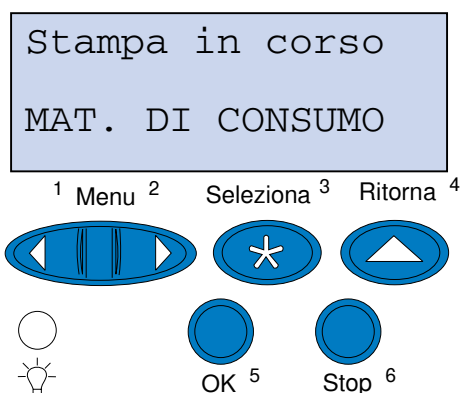 Stampa in corso
MAT. DI CONSUMO
1 Menu 2 Seleziona 3 Ritorna 4
OK 5 Stop 6